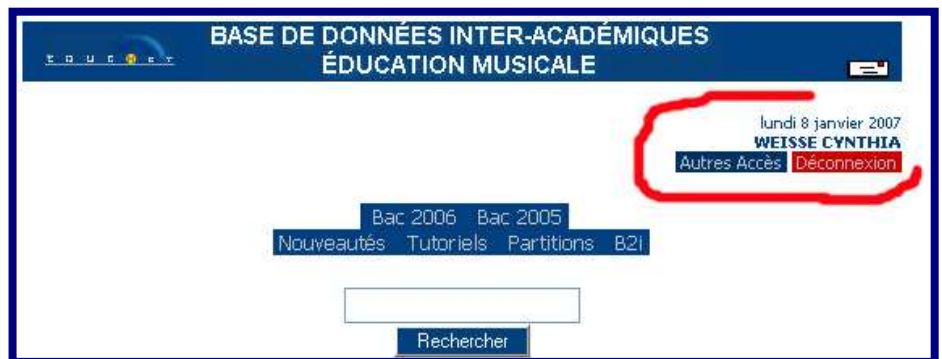 BASE DE DONNÉES INTER-ACADÉMIQUES
ÉDUCATION MUSICALE
lundi 8 janvier 2007
WEISSE CYNTHIA
Autres Accès Déconnexion
Bac 2006 Bac 2005
Nouveautés Tutoriels Partitions B2i
Rechercher